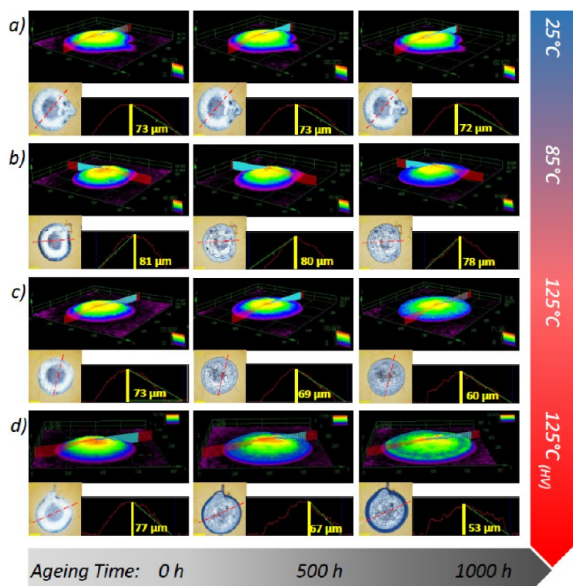 a)
73 µm
73 µm
72 µm
25°C
b)
81 µm
80 µm
78 µm
85°C
c)
73 µm
69 µm
60 µm
125°C
d)
77 µm
67 µm
53 µm
125°C (HV)
Ageing Time: 0 h 500 h 1000 h